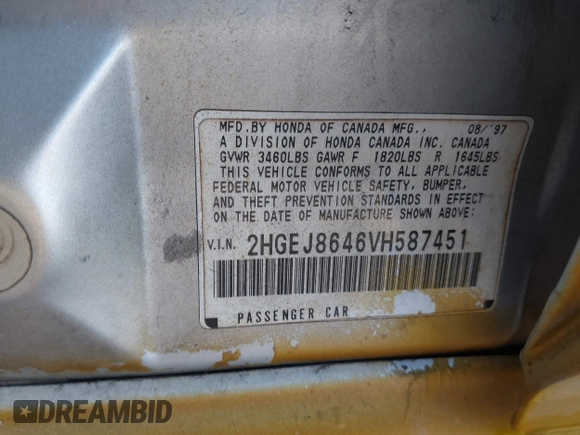 MFD. BY HONDA OF CANADA MFG., 08/'97
A DIVISION OF HONDA CANADA INC. CANADA
GVWR 3460LBS GAWR F 1820LBS R 1645LBS
THIS VEHICLE CONFORMS TO ALL APPLICABLE
FEDERAL MOTOR VEHICLE SAFETY, BUMPER,
AND THEFT PREVENTION STANDARDS IN EFFECT
ON THE DATE OF MANUFACTURE SHOWN ABOVE:
V.I.N. 2HGEJ8646VH587451
PASSENGER CAR
DREAMBID